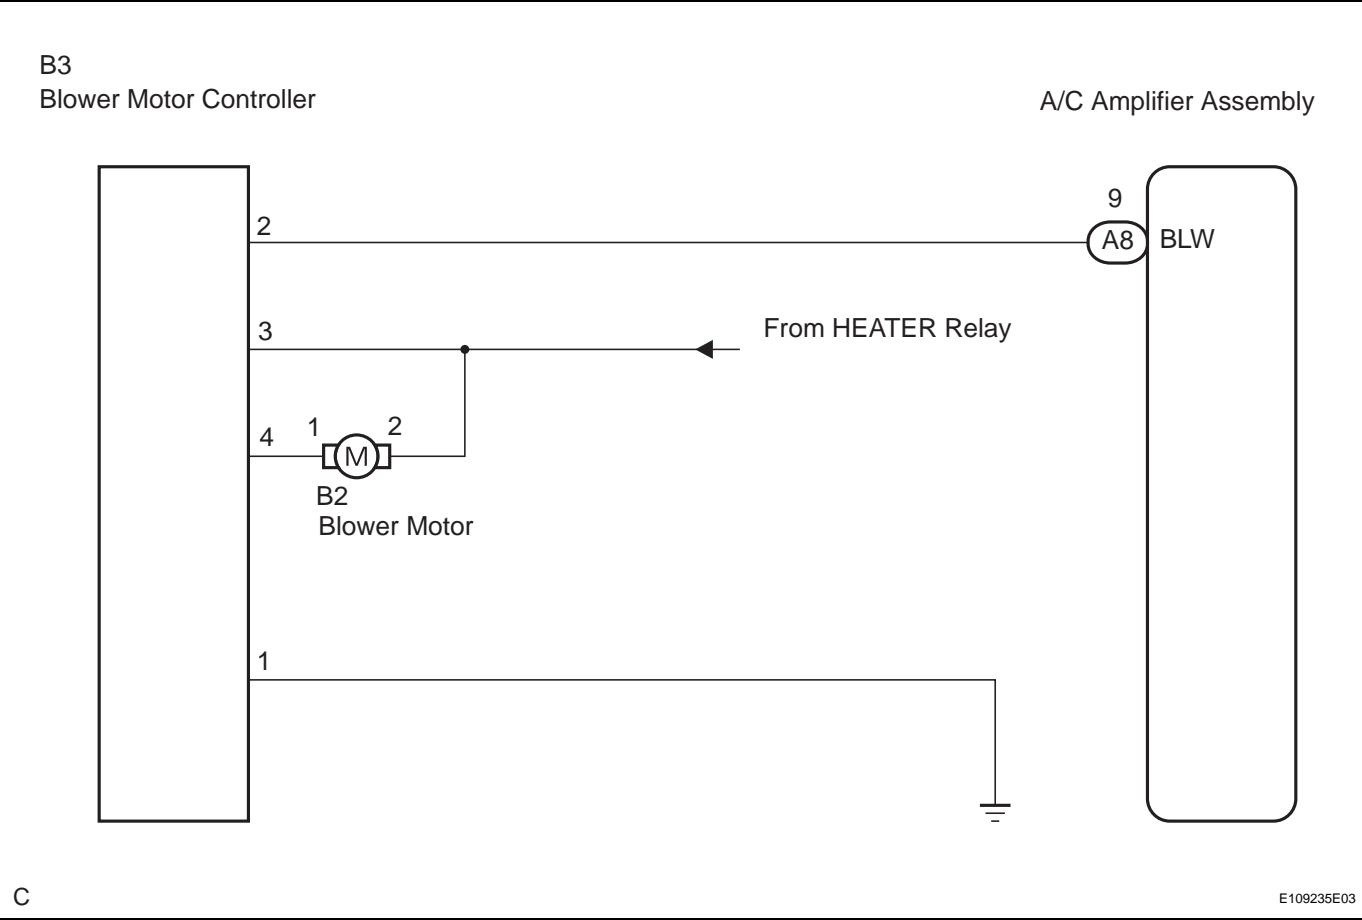 B3
Blower Motor Controller
A/C Amplifier Assembly
9
2
A8 BLW
3
From HEATER Relay
4
1
2
M
B2
Blower Motor
1
C
E109235E03